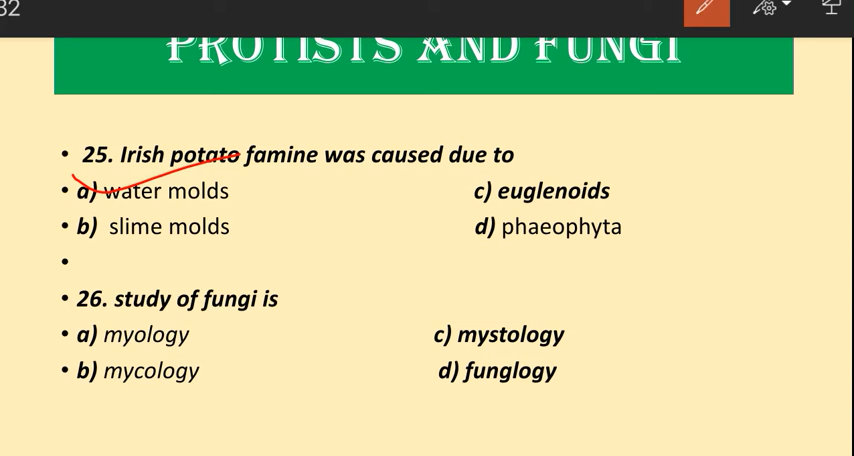 32
PROTISTS AND FUNGI
• 25. Irish potato famine was caused due to
• a) water molds c) euglenoids
• b) slime molds d) phaeophyta
•
• 26. study of fungi is
• a) myology c) mystology
• b) mycology d) funglogy